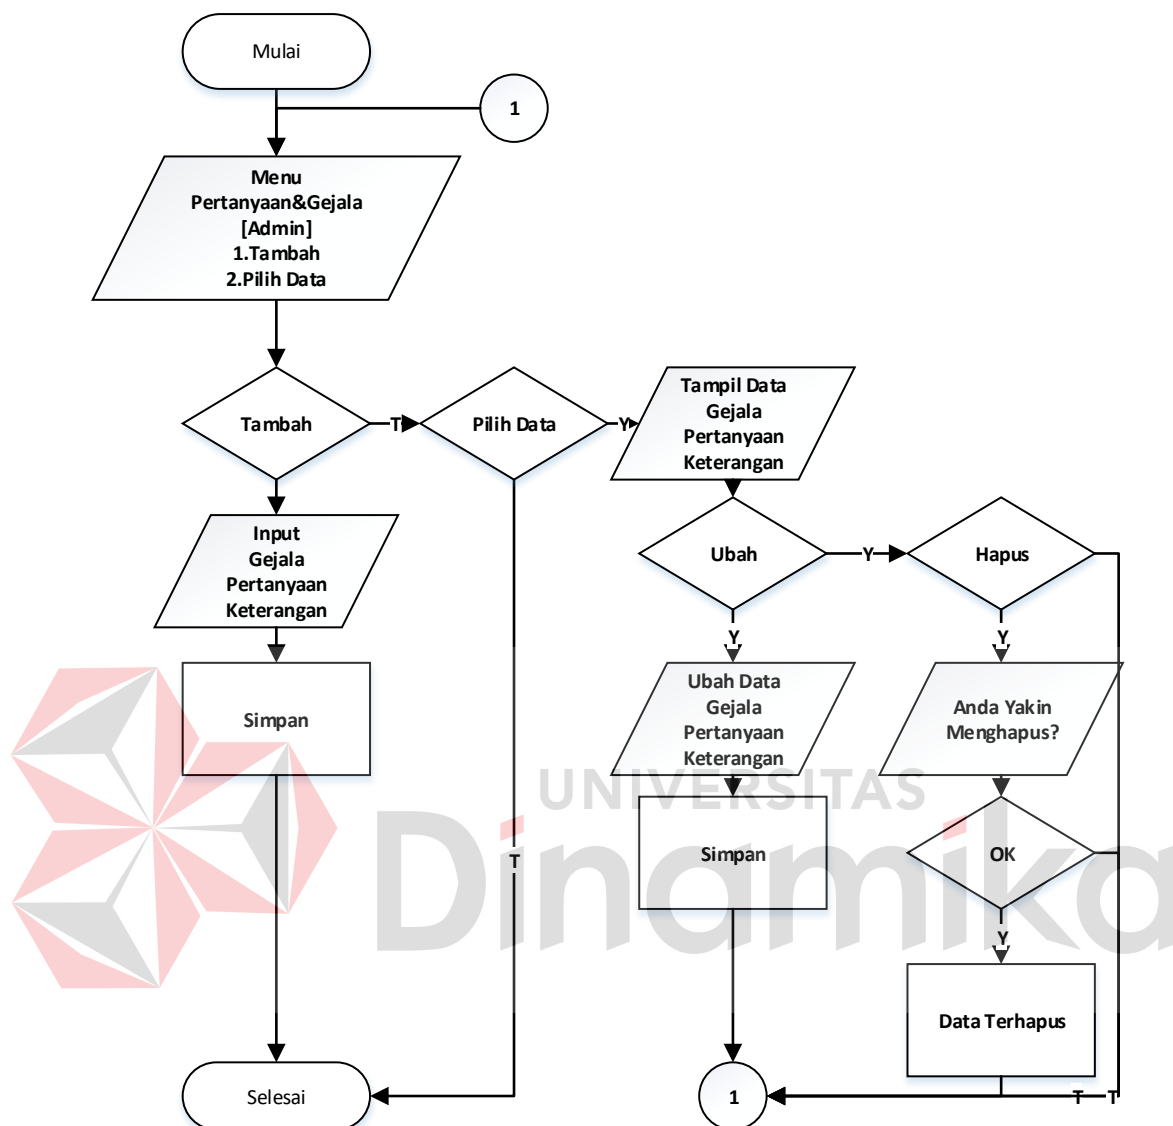 Mulai
1
Menu
Pertanyaan&Gejala
[Admin]
1.Tambah
2.Pilih Data
Tambah
T
Pilih Data
Y
Tampil Data
Gejala
Pertanyaan
Keterangan
Input
Gejala
Pertanyaan
Keterangan
Ubah
Y
Hapus
Y
Y
Simpan
Ubah Data
Gejala
Pertanyaan
Keterangan
Anda Yakin
Menghapus?
UNIVERSITAS
Dinamika
T
Simpan
OK
Y
Data Terhapus
Selesai
1
T
T